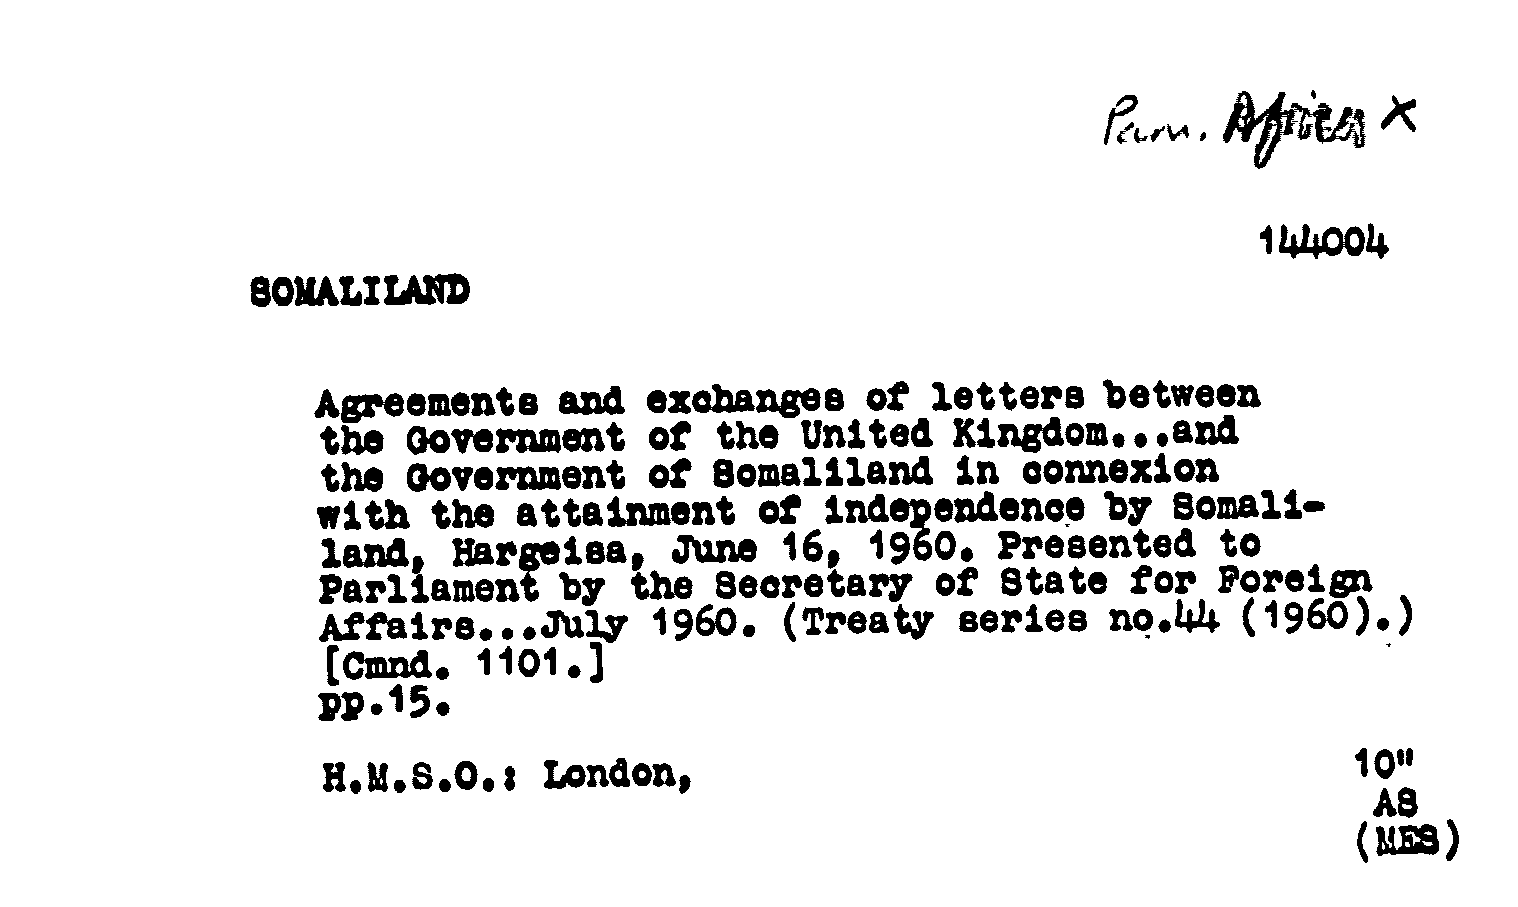 Pam. Africa X
144004
SOMALILAND
Agreements and exchanges of letters between
the Government of the United Kingdom...and
the Government of Somaliland in connexion
with the attainment of independence by Somali-
land, Hargeisa, June 16, 1960. Presented to
Parliament by the Secretary of State for Foreign
Affairs...July 1960. (Treaty series no.44 (1960).)
[Cmnd. 1101.]
pp.15.
H.M.S.O.: London,
10"
AS
(MES)